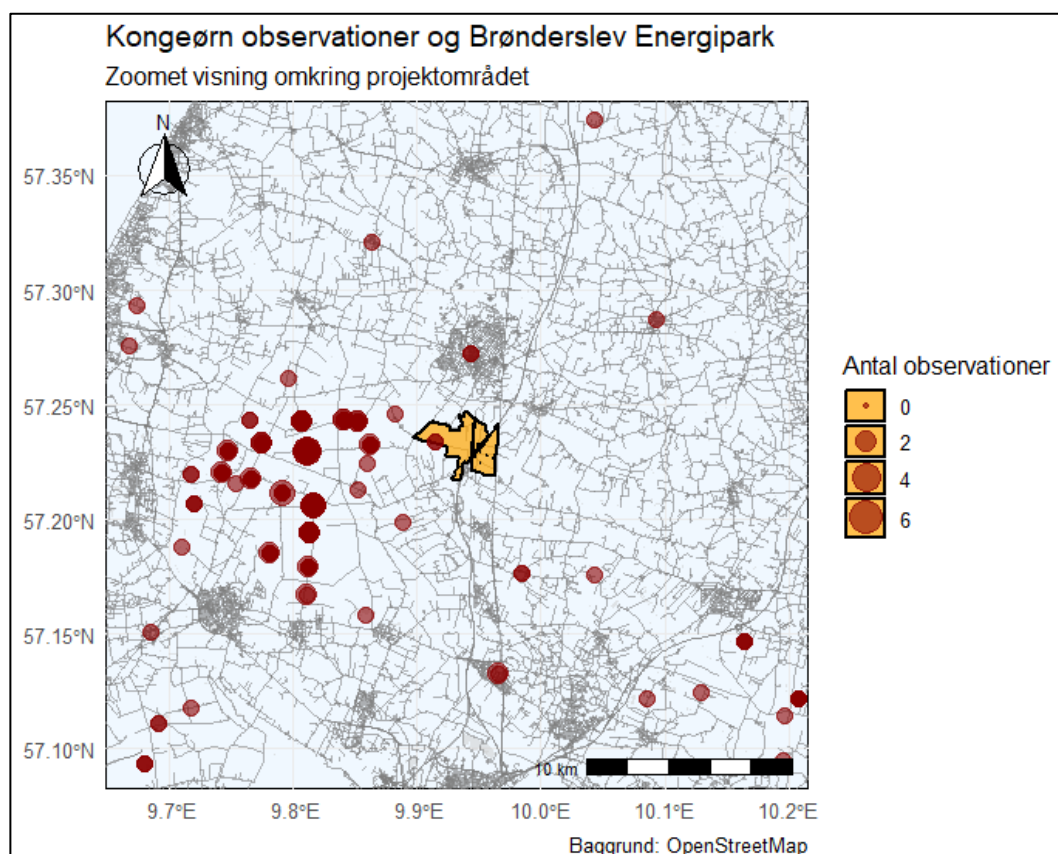 Kongeørn observationer og Brønderslev Energipark
Zoomet visning omkring projektområdet
N
57.35°N
57.30°N
57.25°N
57.20°N
57.15°N
57.10°N
9.7°E
9.8°E
9.9°E
10.0°E
10.1°E
10.2°E
10 km
Baggrund: OpenStreetMap
Antal observationer
0
2
4
6